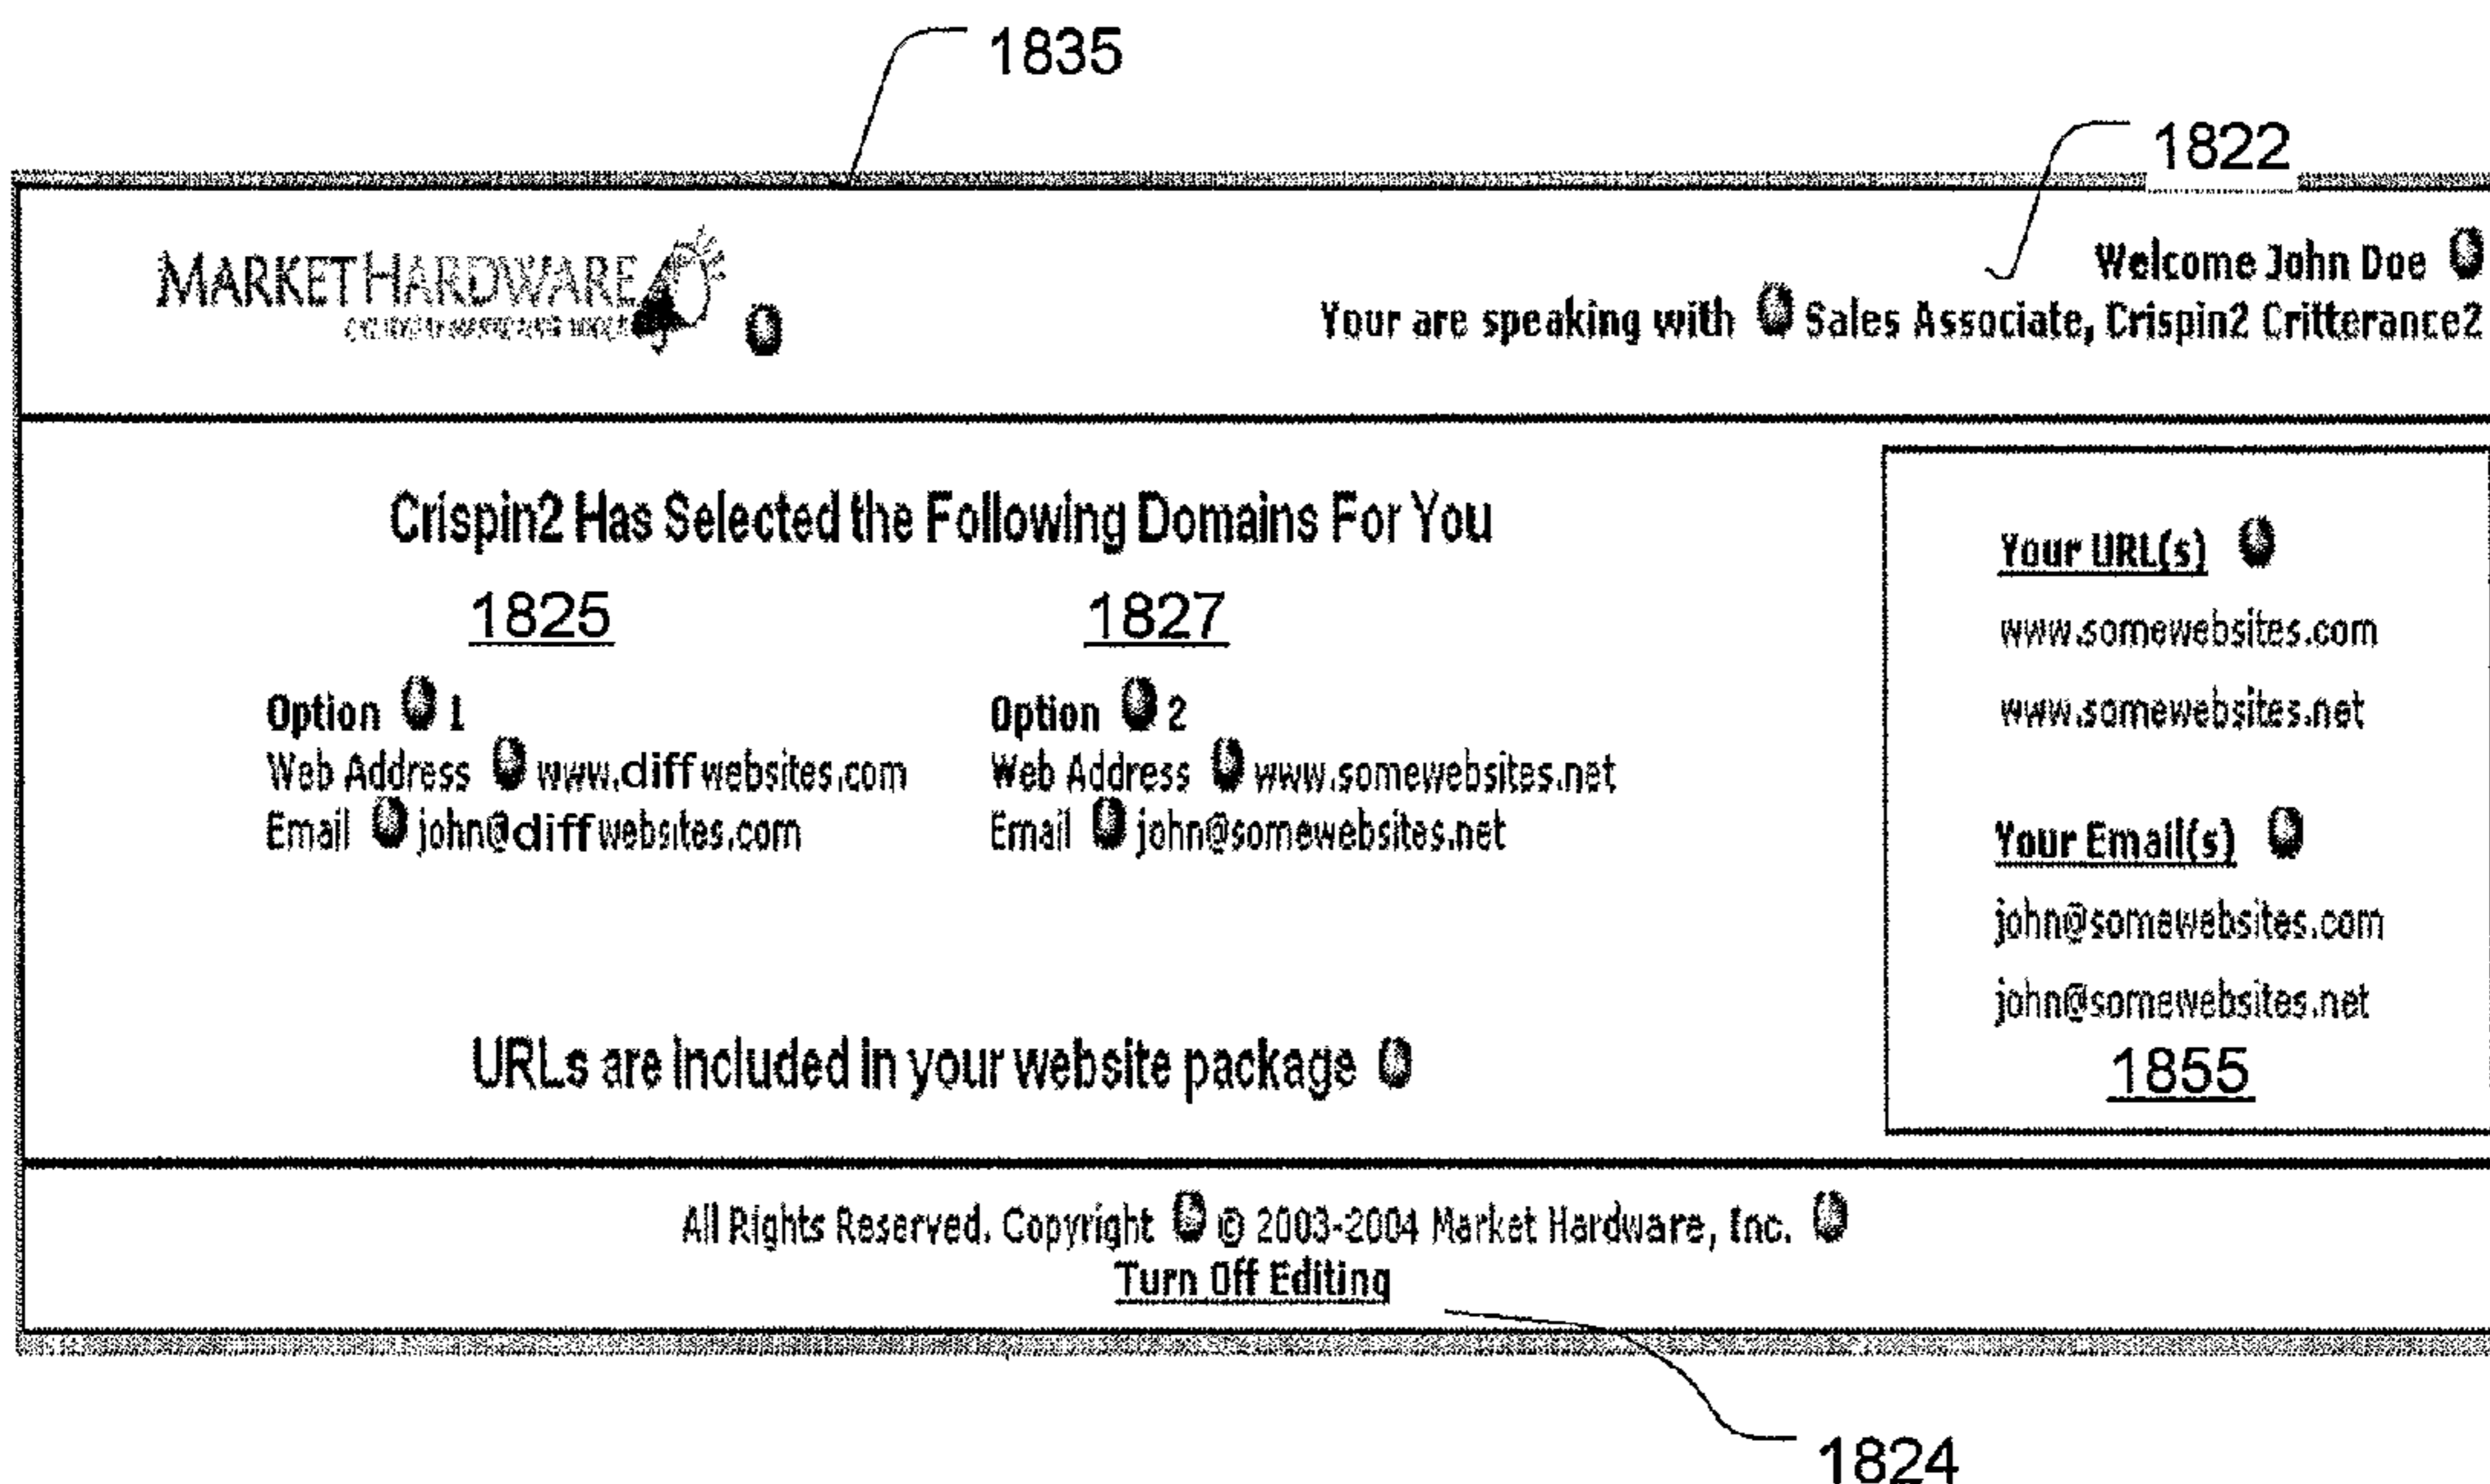 1835
1822
MARKETHARDWARE
Welcome John Doe
Your are speaking with Sales Associate, Crispin2 Critterance2
Crispin2 Has Selected the Following Domains For You
1825 1827
Option 1
Web Address www.diffwebsites.com
Email john@diffwebsites.com
Option 2
Web Address www.somewebsites.net
Email john@somewebsites.net
URLs are included in your website package
Your URL(s)
www.somewebsites.com
www.somewebsites.net
Your Email(s)
john@somewebsites.com
john@somewebsites.net
1855
All Rights Reserved. Copyright © 2003-2004 Market Hardware, Inc.
Turn Off Editing
1824